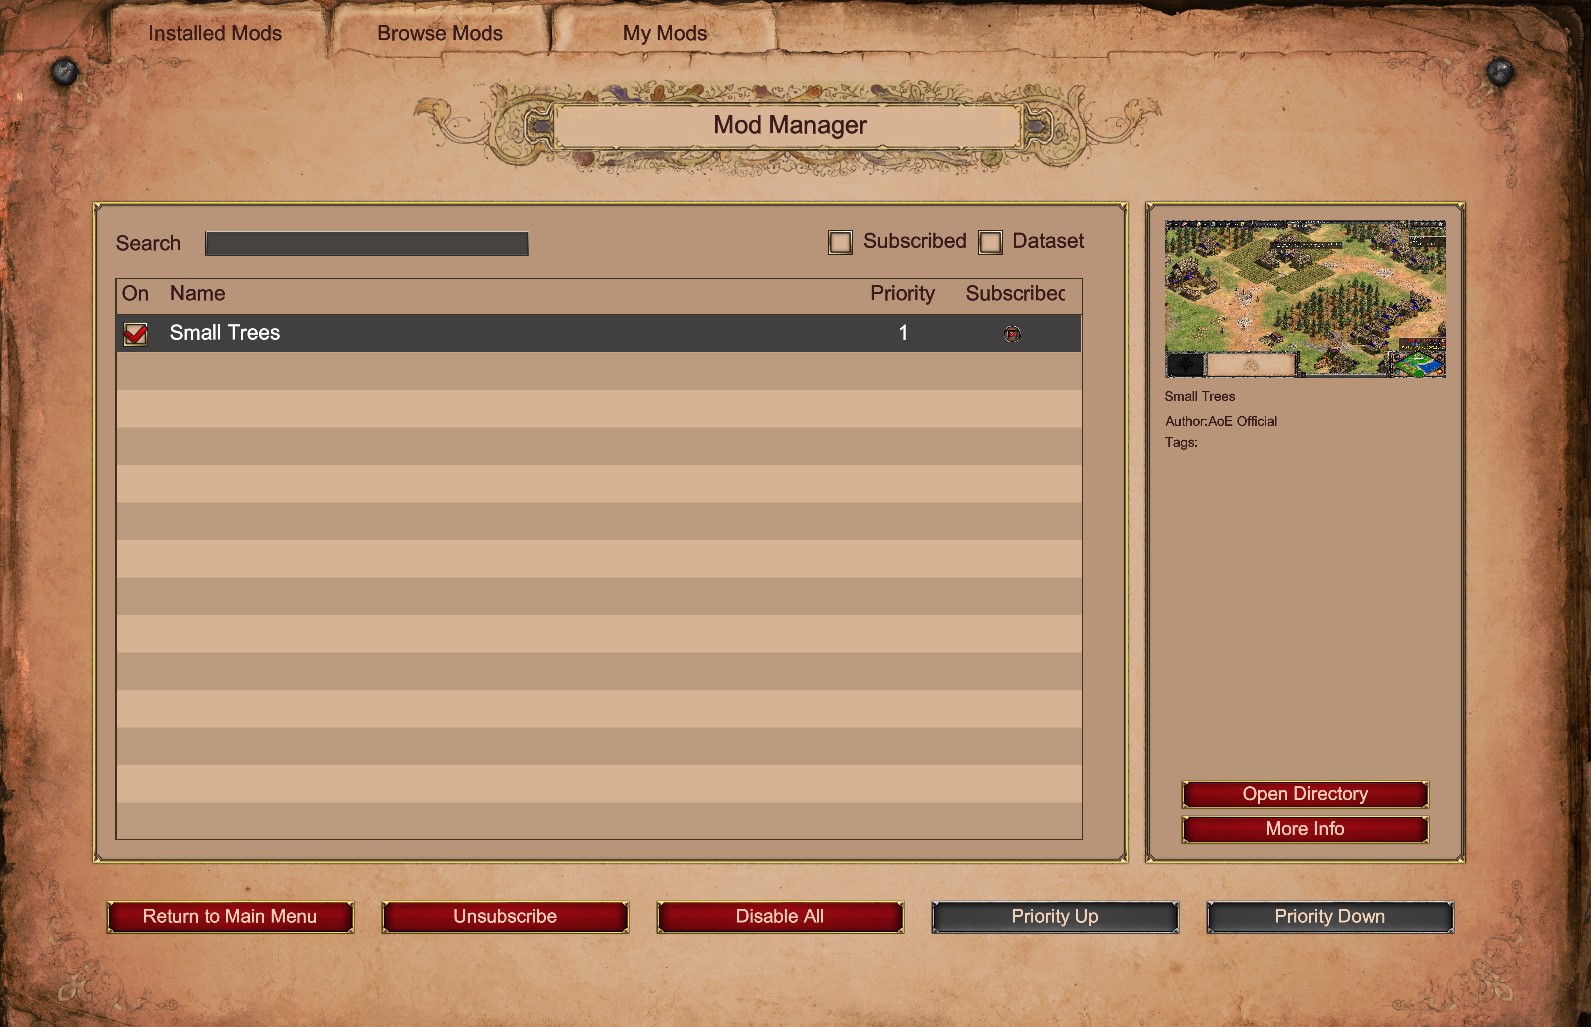 Installed Mods Browse Mods My Mods
Mod Manager
Search Subscribed Dataset
On Name Priority Subscribed
Small Trees 1
Small Trees
Author:AoE Official
Tags:
Open Directory
More Info
Return to Main Menu Unsubscribe Disable All Priority Up Priority Down